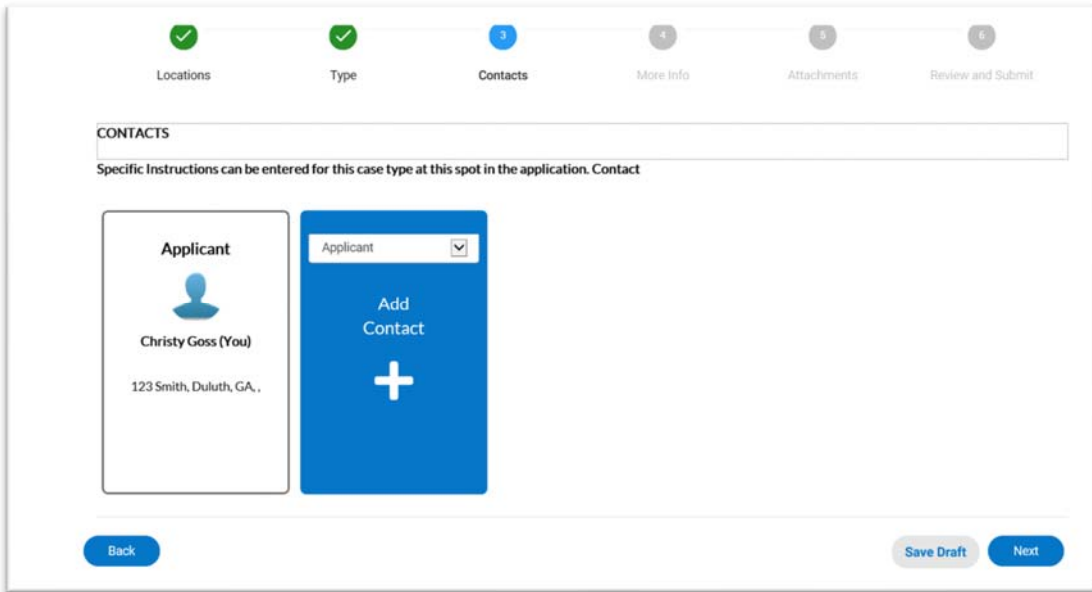 3
4
5
6
Locations
Type
Contacts
More Info
Attachments
Review and Submit
CONTACTS
Specific Instructions can be entered for this case type at this spot in the application. Contact
Applicant
Christy Goss (You)
123 Smith, Duluth, GA, ,
Applicant
Add
Contact
Back
Save Draft
Next